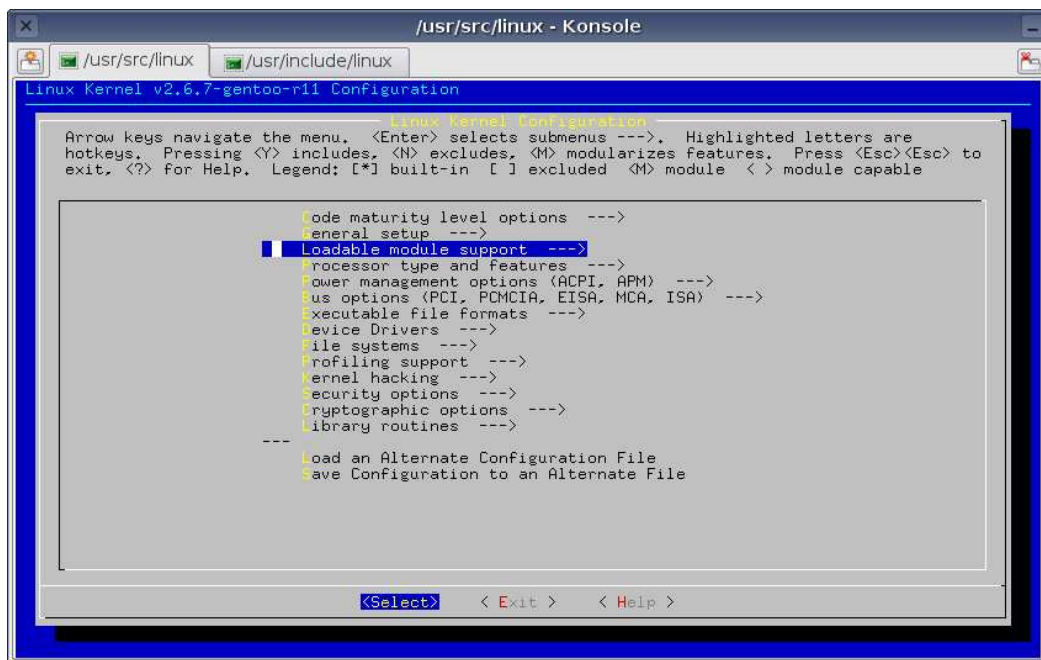 /usr/src/linux - Konsole
/usr/src/linux /usr/include/linux
Linux Kernel v2.6.7-gentoo-r11 Configuration
Linux Kernel Configuration
Arrow keys navigate the menu. <Enter> selects submenus --->. Highlighted letters are
hotkeys. Pressing <Y> includes, <N> excludes, <M> modularizes features. Press <Esc><Esc> to
exit, <?> for Help. Legend: [*] built-in [ ] excluded <M> module < > module capable
Code maturity level options --->
General setup --->
Loadable module support --->
Processor type and features --->
Power management options (ACPI, APM) --->
Bus options (PCI, PCMCIA, EISA, MCA, ISA) --->
Executable file formats --->
Device Drivers --->
File systems --->
Profiling support --->
Kernel hacking --->
Security options --->
Cryptographic options --->
Library routines --->
---
Load an Alternate Configuration File
Save Configuration to an Alternate File
<Select> < Exit > < Help >